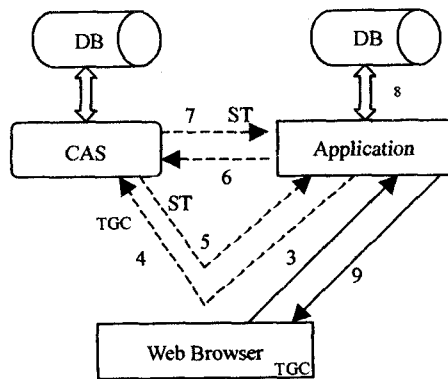 DB
DB
8
7
ST
CAS
Application
6
ST
TGC
5
4
3
9
Web Browser
TGC